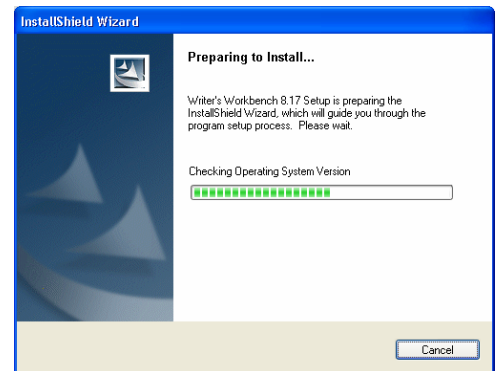 InstallShield Wizard
Preparing to Install...
Writer's Workbench 8.17 Setup is preparing the
InstallShield Wizard, which will guide you through the
program setup process.  Please wait.
Checking Operating System Version
Cancel